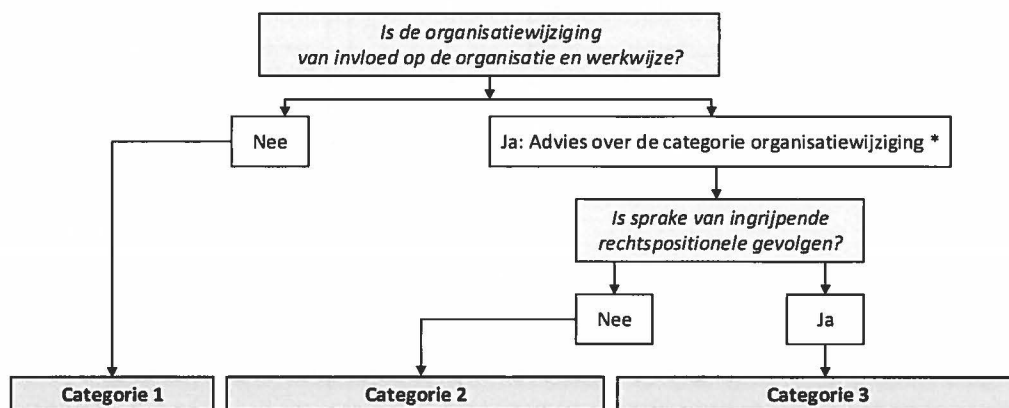 Is de organisatiewijziging
van invloed op de organisatie en werkwijze?
Nee
Ja: Advies over de categorie organisatiewijziging *
Is sprake van ingrijpende
rechtspositionele gevolgen?
Nee
Ja
Categorie 1
Categorie 2
Categorie 3